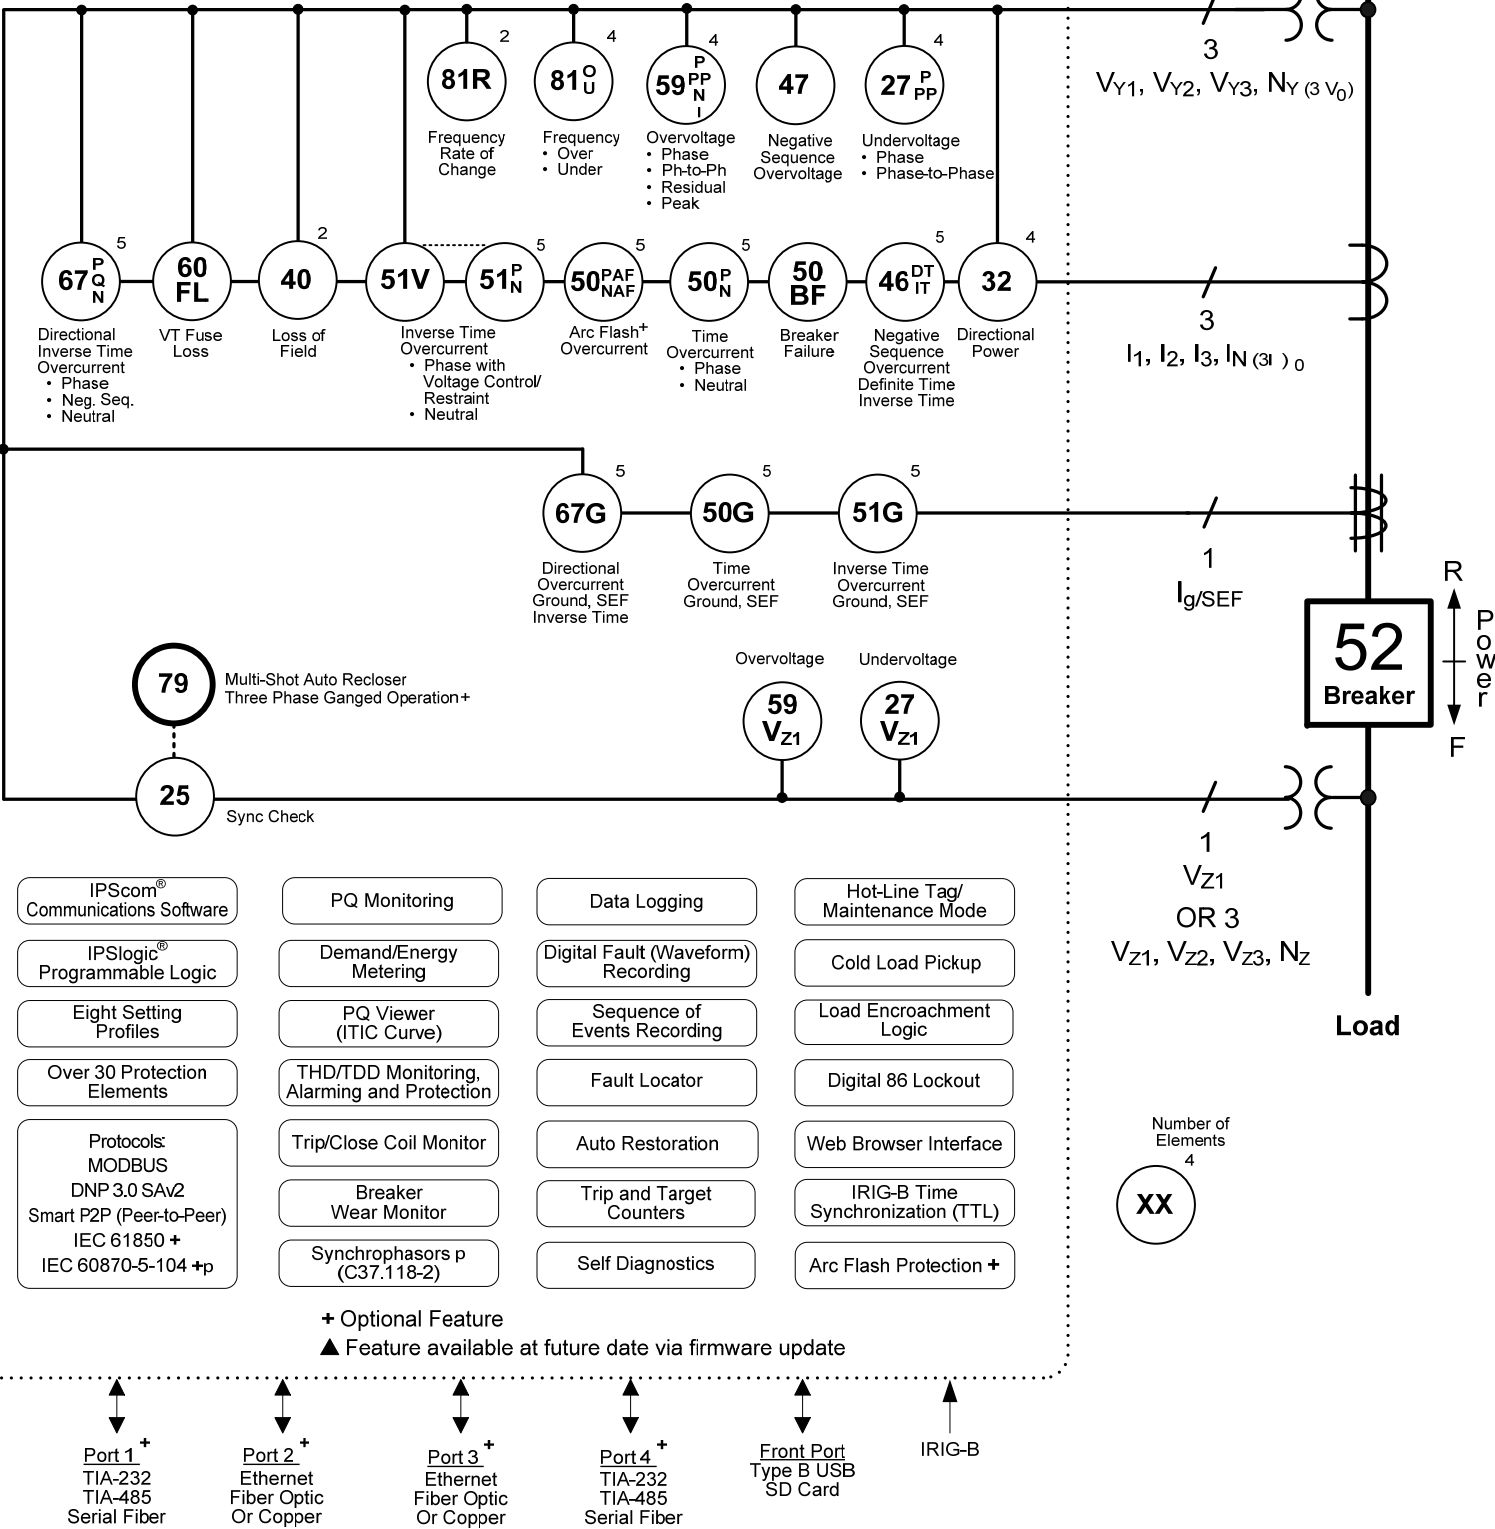 2
81R
Frequency
Rate of
Change
4
81 O
U
Frequency
• Over
• Under
4
59 P
PP
N
I
Overvoltage
• Phase
• Ph-to-Ph
• Residual
• Peak
47
Negative
Sequence
Overvoltage
4
27 P
PP
Undervoltage
• Phase
• Phase-to-Phase
3
VY1, VY2, VY3, NY (3 V0)
5
67 P
Q
N
Directional
Inverse Time
Overcurrent
• Phase
• Neg. Seq.
• Neutral
60
FL
VT Fuse
Loss
2
40
Loss of
Field
51V
5
51 P
N
Inverse Time
Overcurrent
• Phase with
Voltage Control/
Restraint
• Neutral
5
50 PAF
NAF
Arc Flash+
Overcurrent
5
50 P
N
Time
Overcurrent
• Phase
• Neutral
50
BF
Breaker
Failure
5
46 DT
IT
Negative
Sequence
Overcurrent
Definite Time
Inverse Time
4
32
Directional
Power
3
I1, I2, I3, IN (3I ) 0
5
67G
Directional
Overcurrent
Ground, SEF
Inverse Time
5
50G
Time
Overcurrent
Ground, SEF
5
51G
Inverse Time
Overcurrent
Ground, SEF
1
Ig/SEF
52
Breaker
R
Power
F
79
Multi-Shot Auto Recloser
Three Phase Ganged Operation+
Overvoltage
59
VZ1
Undervoltage
27
VZ1
25
Sync Check
1
VZ1
OR 3
VZ1, VZ2, VZ3, NZ
Load
IPScom®
Communications Software
PQ Monitoring
Data Logging
Hot-Line Tag/
Maintenance Mode
IPSlogic®
Programmable Logic
Demand/Energy
Metering
Digital Fault (Waveform)
Recording
Cold Load Pickup
Eight Setting
Profiles
PQ Viewer
(ITIC Curve)
Sequence of
Events Recording
Load Encroachment
Logic
Over 30 Protection
Elements
THD/TDD Monitoring,
Alarming and Protection
Fault Locator
Digital 86 Lockout
Protocols:
MODBUS
DNP 3.0 SAv2
Smart P2P (Peer-to-Peer)
IEC 61850 +
IEC 60870-5-104 +p
Trip/Close Coil Monitor
Auto Restoration
Web Browser Interface
Breaker
Wear Monitor
Trip and Target
Counters
IRIG-B Time
Synchronization (TTL)
Synchrophasors p
(C37.118-2)
Self Diagnostics
Arc Flash Protection +
Number of
Elements
4
XX
+ Optional Feature
▲ Feature available at future date via firmware update
Port 1 +
TIA-232
TIA-485
Serial Fiber
Port 2 +
Ethernet
Fiber Optic
Or Copper
Port 3 +
Ethernet
Fiber Optic
Or Copper
Port 4 +
TIA-232
TIA-485
Serial Fiber
Front Port
Type B USB
SD Card
IRIG-B